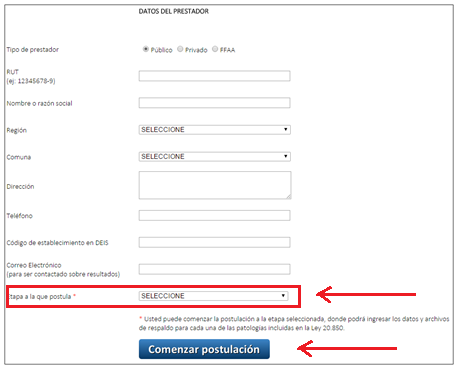 DATOS DEL PRESTADOR
Tipo de prestador
Público Privado FFAA
RUT
(ej: 12345678-9)
Nombre o razón social
Región
SELECCIONE
Comuna
SELECCIONE
Dirección
Teléfono
Código de establecimiento en DEIS
Correo Electrónico
(para ser contactado sobre resultados)
Etapa a la que postula *
SELECCIONE
* Usted puede comenzar la postulación a la etapa seleccionada, donde podrá ingresar los datos y archivos
de respaldo para cada una de las patologías incluidas en la Ley 20.850.
Comenzar postulación